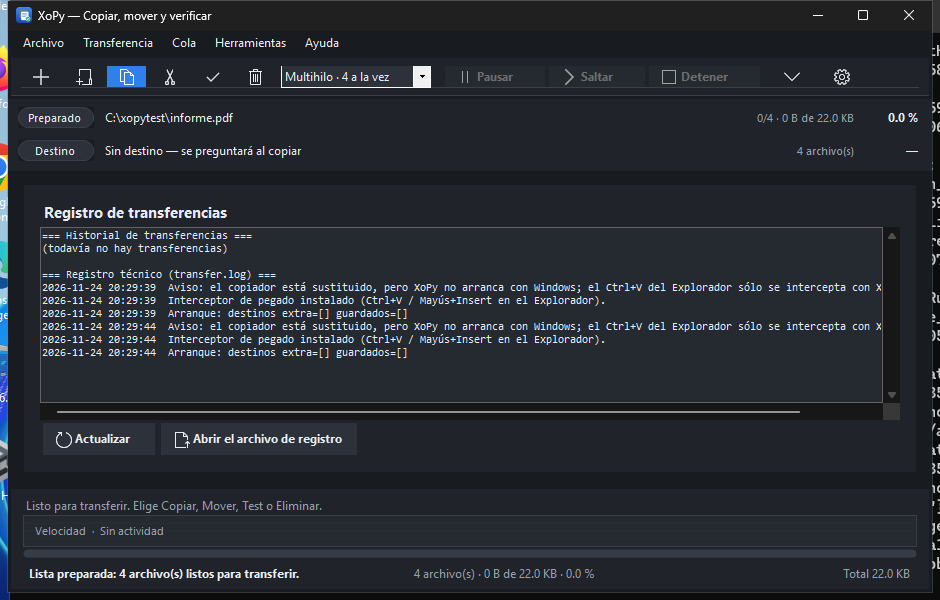 XoPy — Copiar, mover y verificar
Archivo Transferencia Cola Herramientas Ayuda
Multihilo · 4 a la vez Pausar Saltar Detener
Preparado C:\xopytest\informe.pdf 0/4 · 0 B de 22.0 KB 0.0 %
Destino Sin destino — se preguntará al copiar 4 archivo(s) —
Registro de transferencias
=== Historial de transferencias ===
(todavía no hay transferencias)
=== Registro técnico (transfer.log) ===
2026-11-24 20:29:39 Aviso: el copiador está sustituido, pero XoPy no arranca con Windows; el Ctrl+V del Explorador sólo se intercepta con X
2026-11-24 20:29:39 Interceptor de pegado instalado (Ctrl+V / Mayús+Insert en el Explorador).
2026-11-24 20:29:39 Arranque: destinos extra=[] guardados=[]
2026-11-24 20:29:44 Aviso: el copiador está sustituido, pero XoPy no arranca con Windows; el Ctrl+V del Explorador sólo se intercepta con X
2026-11-24 20:29:44 Interceptor de pegado instalado (Ctrl+V / Mayús+Insert en el Explorador).
2026-11-24 20:29:44 Arranque: destinos extra=[] guardados=[]
Actualizar Abrir el archivo de registro
Listo para transferir. Elige Copiar, Mover, Test o Eliminar.
Velocidad · Sin actividad
Lista preparada: 4 archivo(s) listos para transferir. 4 archivo(s) · 0 B de 22.0 KB · 0.0 % Total 22.0 KB